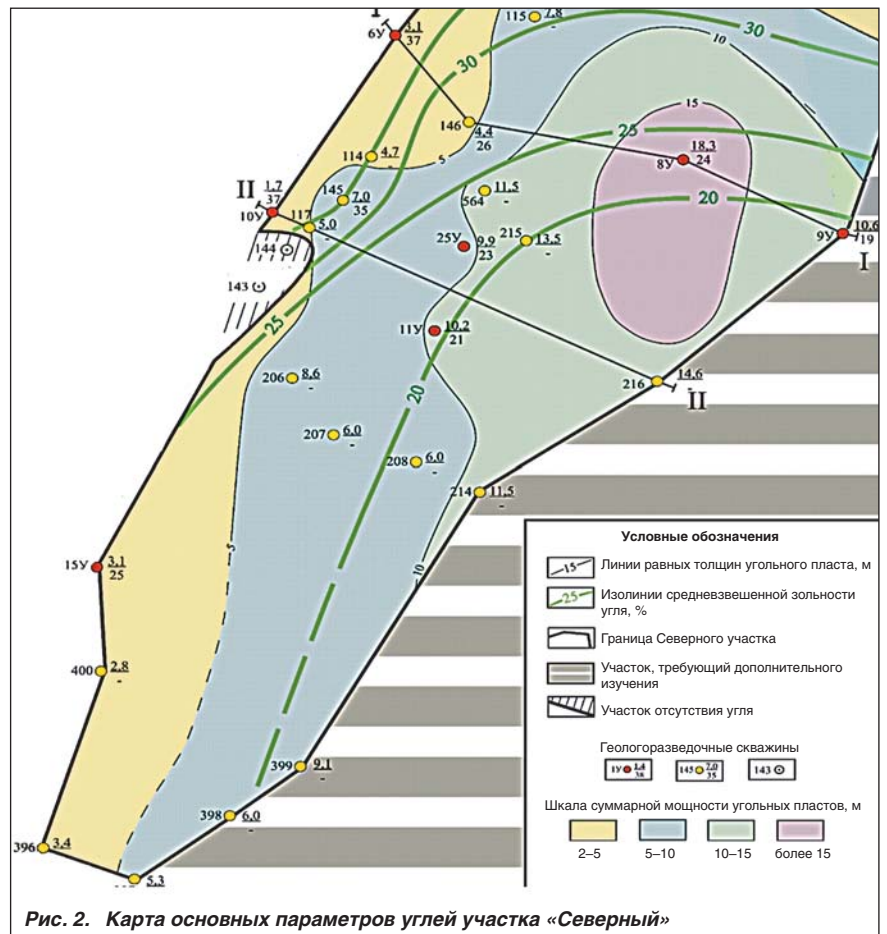 I
6У 3,1
37
115 7,8
-
30
10
30
146 4,4
26
5
15
25
8У 18,3
24
114 4,7
-
II
10У 1,7
37
145 7,0
35
117 5,0
-
564 11,5
-
20
25У 9,9
23
215 13,5
-
9У 10,6
19
I
144
143
25
11У 10,2
21
206 8,6
-
20
216 14,6
-
II
207 6,0
-
208 6,0
-
214 11,5
-
5
10
15У 3,1
25
400 2,8
-
399 9,1
-
398 6,0
-
396 3,4
-
5,3
Условные обозначения
15 Линии равных толщин угольного пласта, м
25 Изолинии средневзвешенной зольности
угля, %
Граница Северного участка
Участок, требующий дополнительного
изучения
Участок отсутствия угля
Геологоразведочные скважины
1У 1,4
38
145 7,0
35
143
Шкала суммарной мощности угольных пластов, м
2–5 5–10 10–15 более 15
Рис. 2. Карта основных параметров углей участка «Северный»